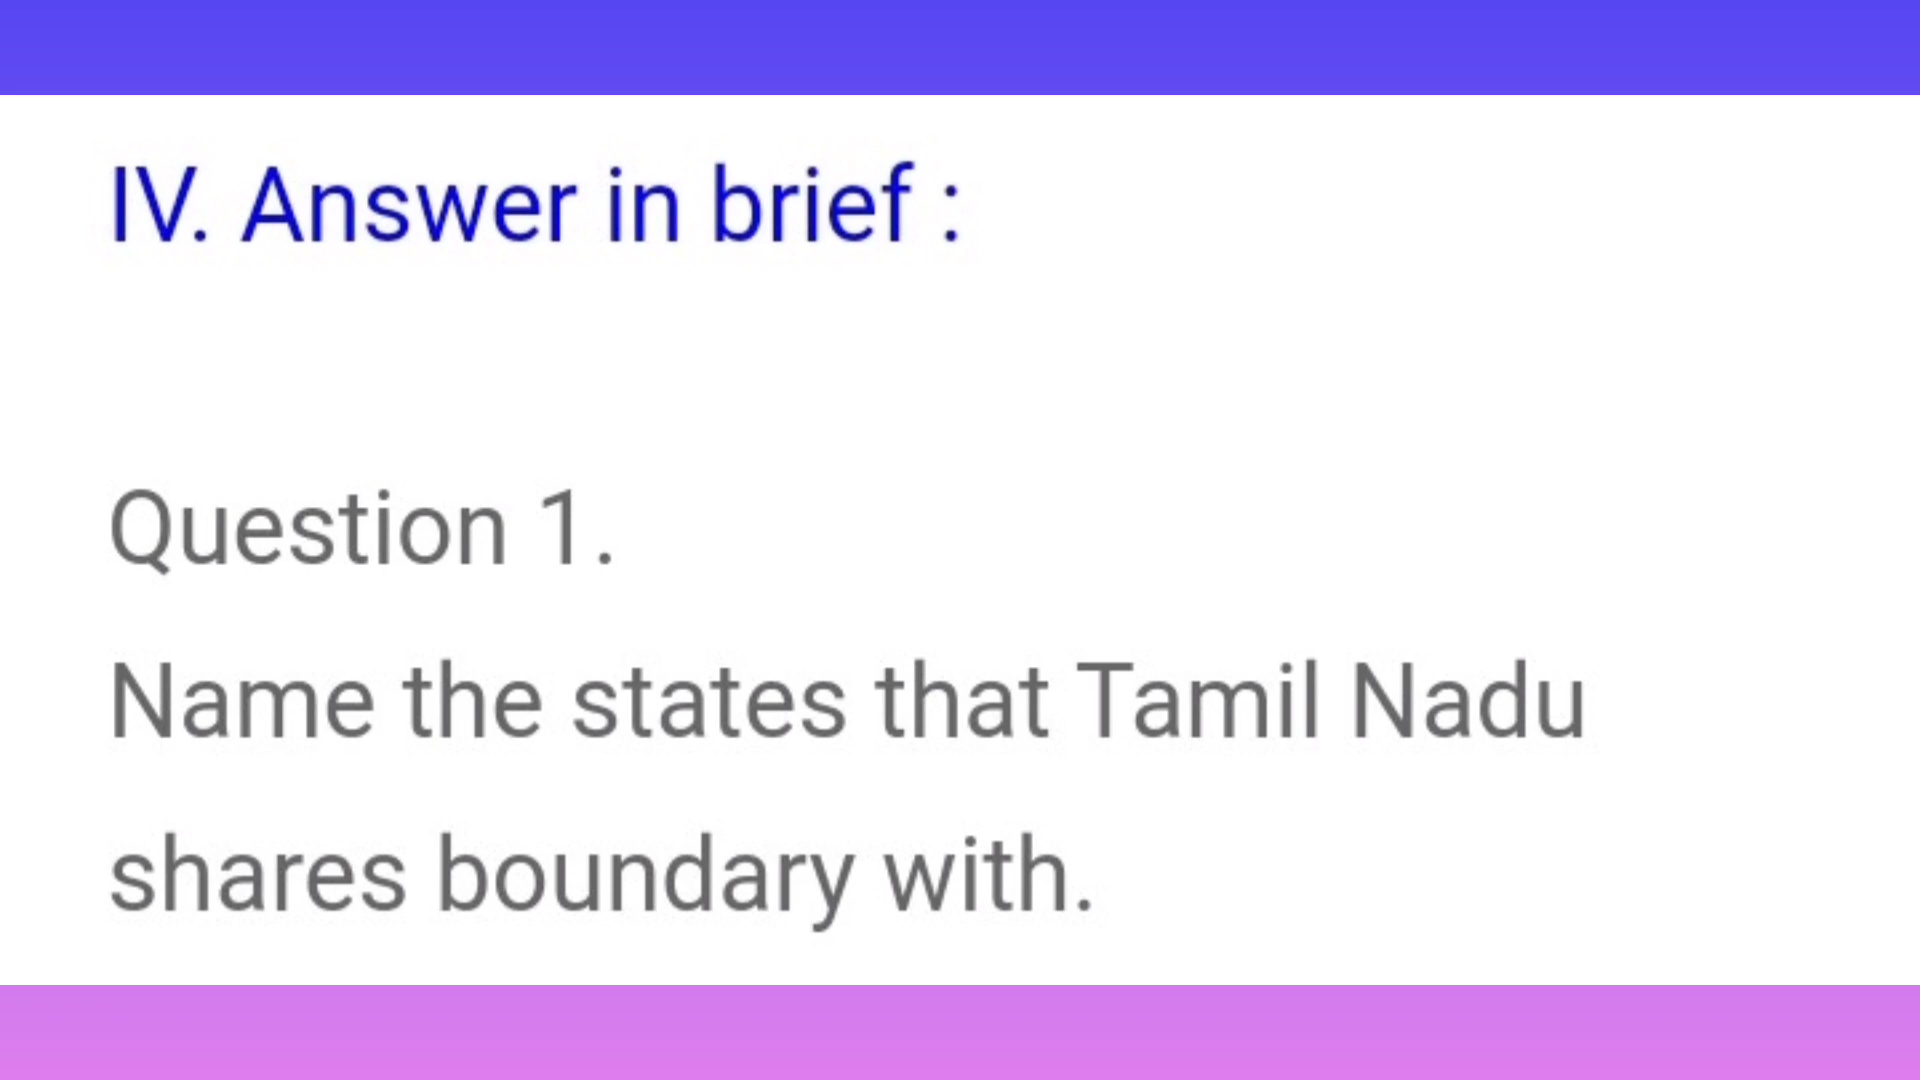 IV. Answer in brief :
Question 1.
Name the states that Tamil Nadu
shares boundary with.